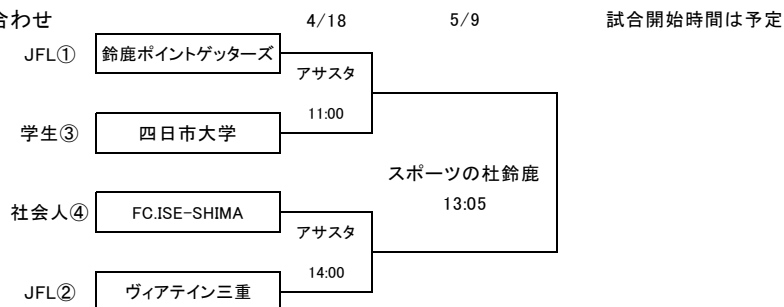 合わせ
4/18
5/9
試合開始時間は予定
JFL①
鈴鹿ポイントゲッターズ
アサスタ
11:00
学生③
四日市大学
スポーツの杜鈴鹿
13:05
社会人④
FC.ISE-SHIMA
アサスタ
14:00
JFL②
ヴィアテイン三重